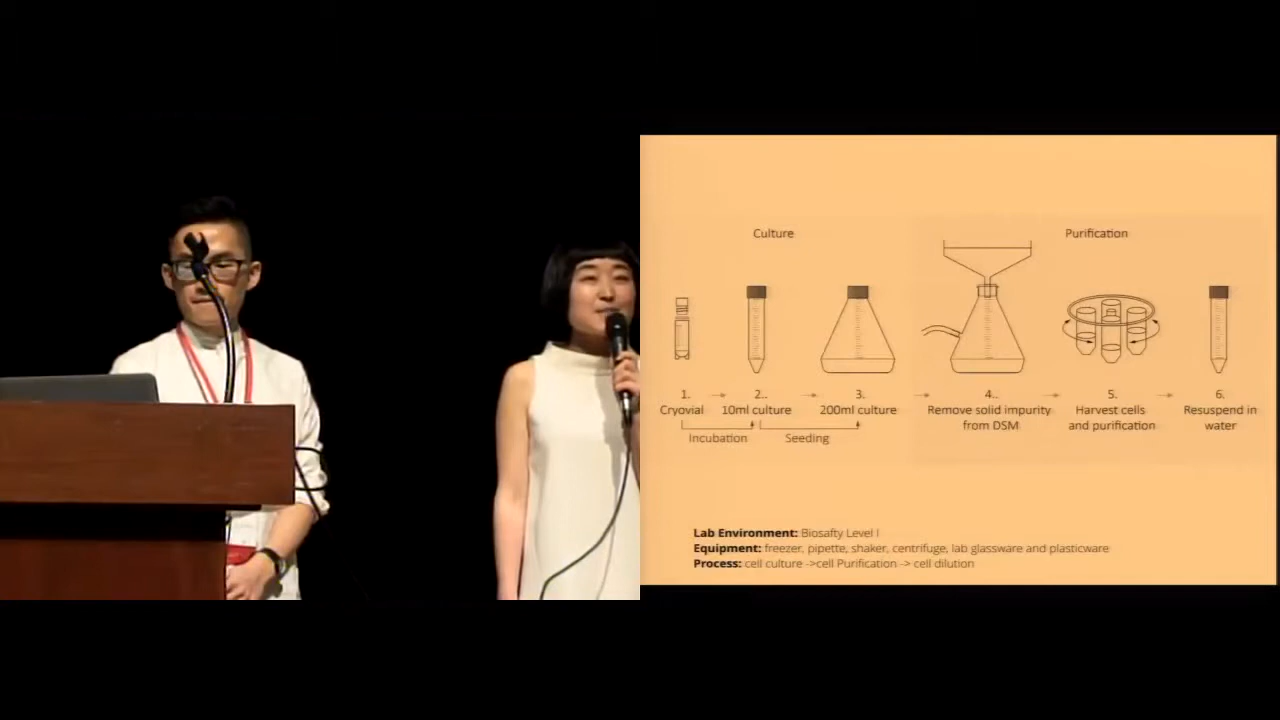 Culture
Purification
1.
2..
3.
4..
5.
6.
Cryovial
10ml culture
200ml culture
Remove solid impurity
from DSM
Harvest cells
and purification
Resuspend in
water
Incubation
Seeding
Lab Environment: Biosafty Level I
Equipment: freezer, pipette, shaker, centrifuge, lab glassware and plasticware
Process: cell culture ->cell Purification -> cell dilution